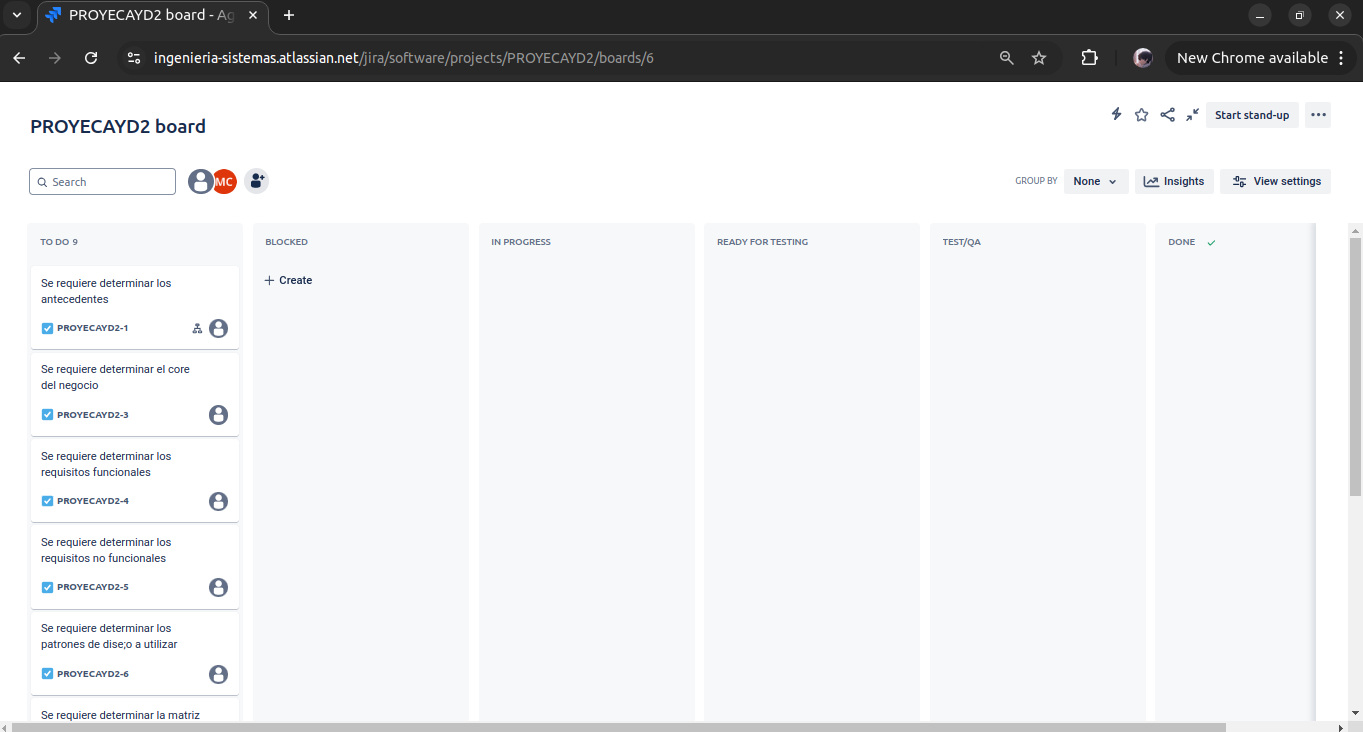 PROYECAYD2 board - Ag
New Chrome available
ingenieria-sistemas.atlassian.net/jira/software/projects/PROYECAYD2/boards/6
PROYECAYD2 board
Start stand-up
Search
MC
GROUP BY
None
Insights
View settings
TO DO 9
BLOCKED
IN PROGRESS
READY FOR TESTING
TEST/QA
DONE
Create
Se requiere determinar los
antecedentes
PROYECAYD2-1
Se requiere determinar el core
del negocio
PROYECAYD2-3
Se requiere determinar los
requisitos funcionales
PROYECAYD2-4
Se requiere determinar los
requisitos no funcionales
PROYECAYD2-5
Se requiere determinar los
patrones de dise;o a utilizar
PROYECAYD2-6
Se requiere determinar la matriz